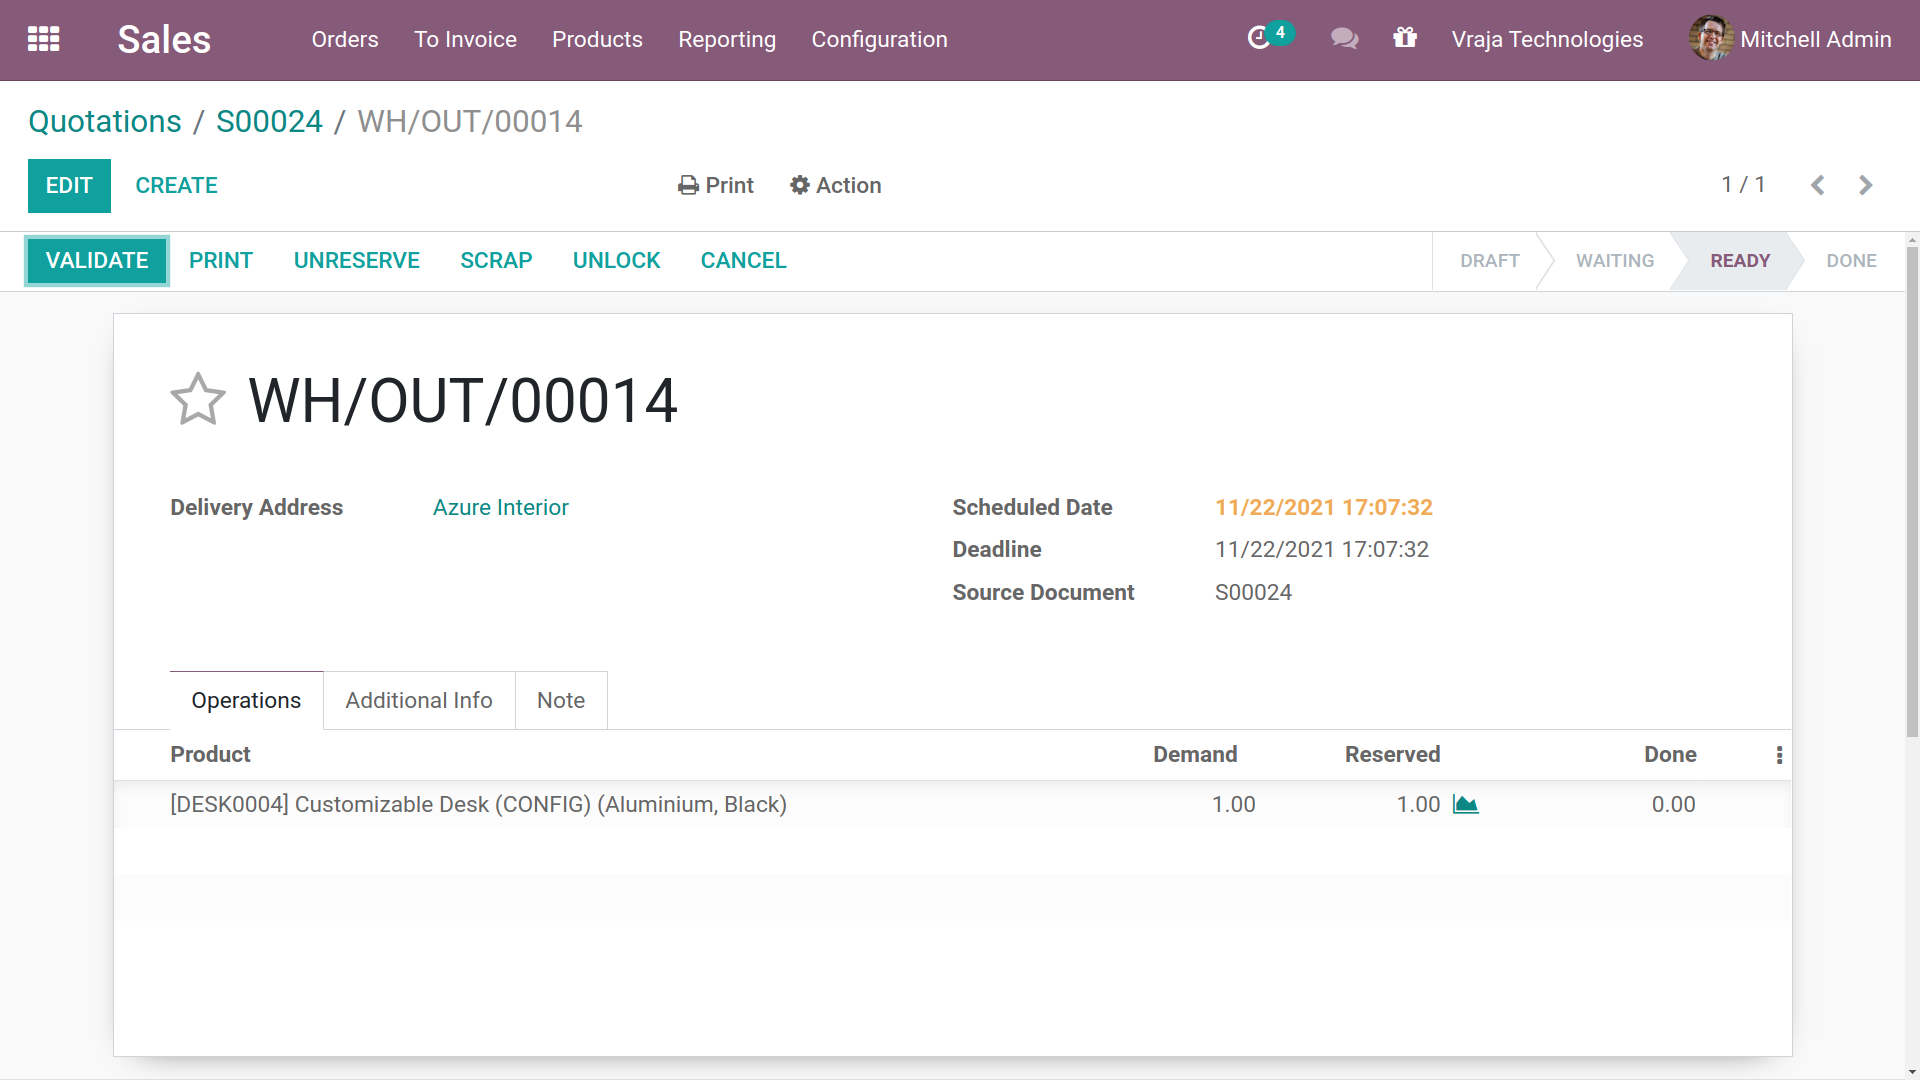 Sales Orders To Invoice Products Reporting Configuration 4 Vraja Technologies Mitchell Admin
Quotations / S00024 / WH/OUT/00014
EDIT CREATE Print Action 1 / 1
VALIDATE PRINT UNRESERVE SCRAP UNLOCK CANCEL DRAFT WAITING READY DONE
WH/OUT/00014
Delivery Address Azure Interior Scheduled Date 11/22/2021 17:07:32
Deadline 11/22/2021 17:07:32
Source Document S00024
Operations Additional Info Note
Product Demand Reserved Done
[DESK0004] Customizable Desk (CONFIG) (Aluminium, Black) 1.00 1.00 0.00